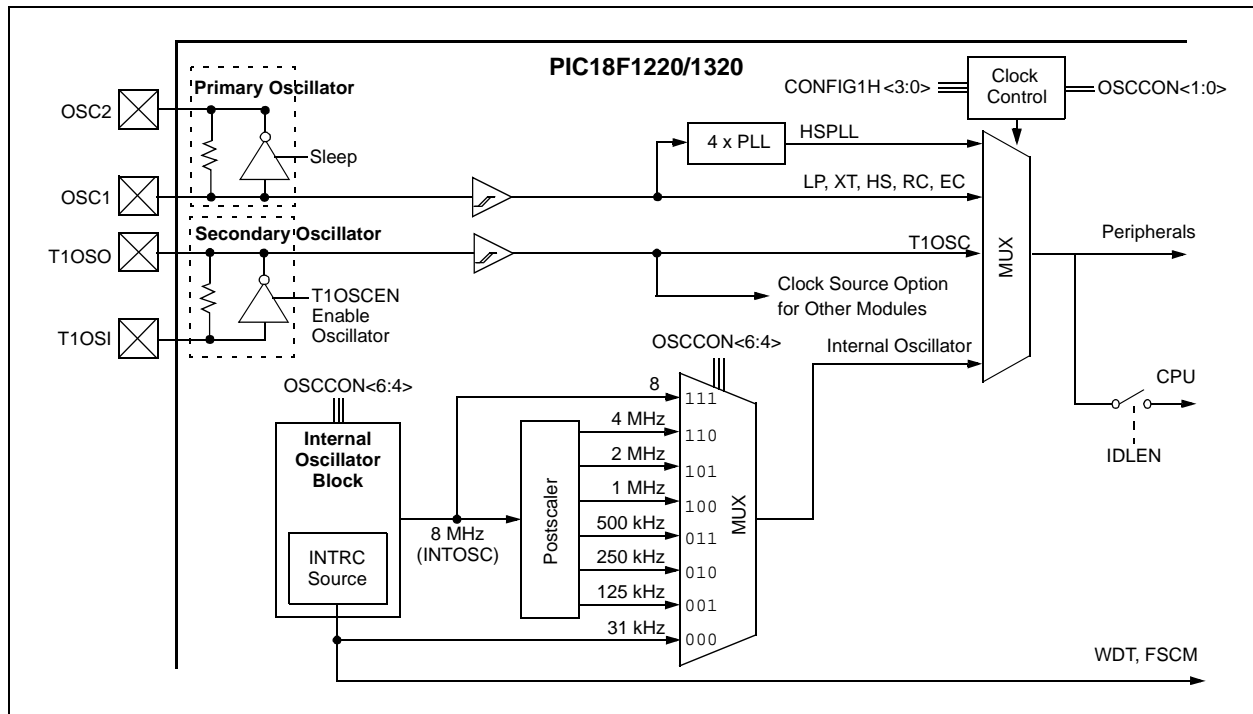 PIC18F1220/1320
Primary Oscillator
OSC2
Sleep
OSC1
Secondary Oscillator
T1OSO
T1OSCEN
Enable
Oscillator
T1OSI
CONFIG1H <3:0>
Clock
Control
OSCCON<1:0>
4 x PLL
HSPLL
LP, XT, HS, RC, EC
T1OSC
Clock Source Option
for Other Modules
Internal Oscillator
MUX
Peripherals
CPU
IDLEN
OSCCON<6:4>
OSCCON<6:4>
Internal
Oscillator
Block
INTRC
Source
8 MHz
(INTOSC)
Postscaler
8
4 MHz
2 MHz
1 MHz
500 kHz
250 kHz
125 kHz
31 kHz
111
110
101
100
011
010
001
000
MUX
WDT, FSCM